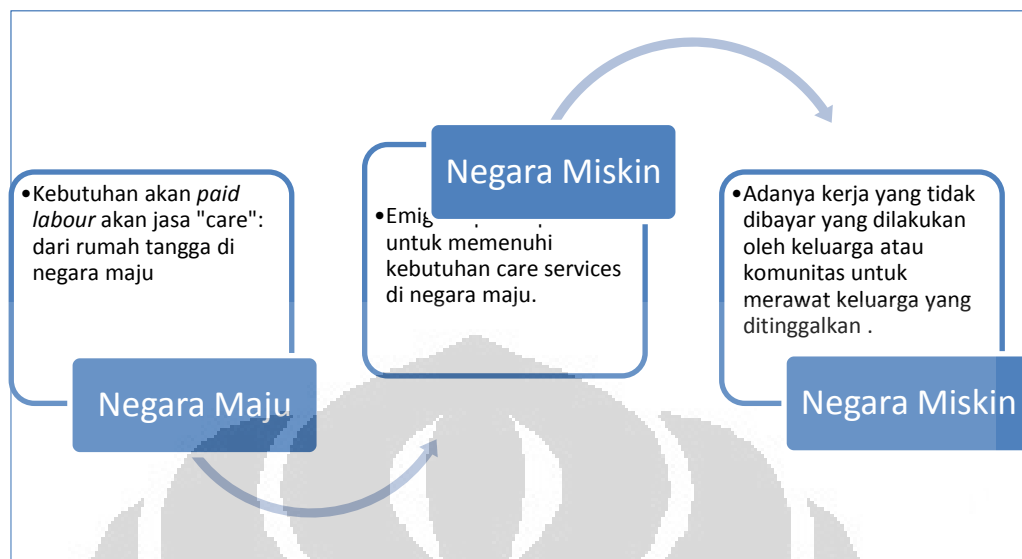 •Kebutuhan akan paid
labour akan jasa "care":
dari rumah tangga di
negara maju
Negara Maju
Negara Miskin
untuk memenuhi
kebutuhan care services
di negara maju.
•Adanya kerja yang tidak
dibayar yang dilakukan
oleh keluarga atau
komunitas untuk
merawat keluarga yang
ditinggalkan .
Negara Miskin